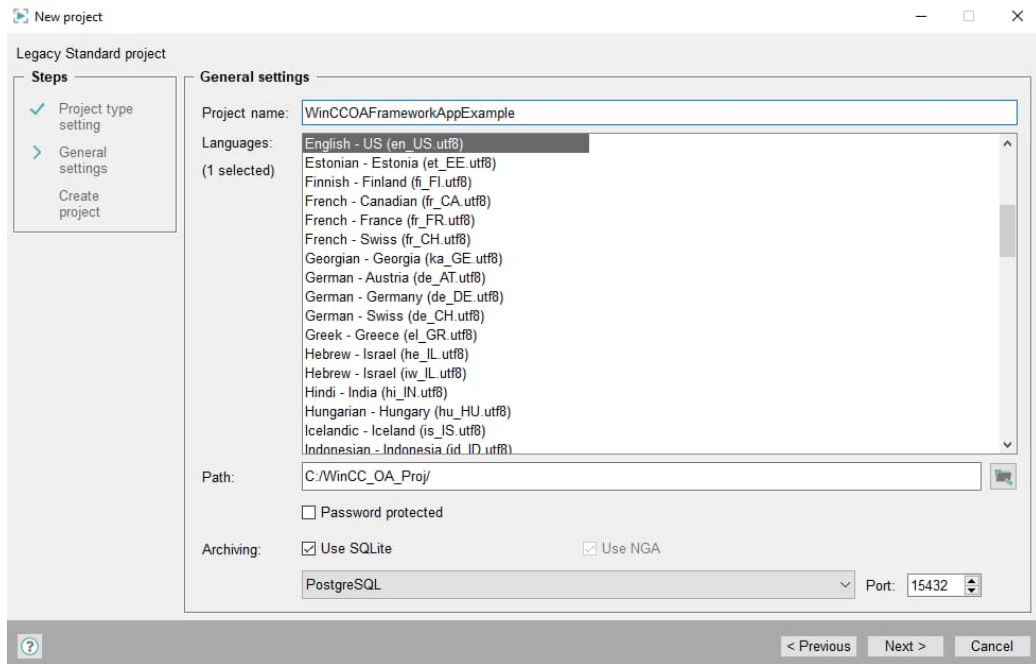 New project
Legacy Standard project
Steps
Project type
setting
General
settings
Create
project
General settings
Project name: WinCCOAFrameworkAppExample
Languages:
(1 selected)
English - US (en_US.utf8)
Estonian - Estonia (et_EE.utf8)
Finnish - Finland (fi_FI.utf8)
French - Canadian (fr_CA.utf8)
French - France (fr_FR.utf8)
French - Swiss (fr_CH.utf8)
Georgian - Georgia (ka_GE.utf8)
German - Austria (de_AT.utf8)
German - Germany (de_DE.utf8)
German - Swiss (de_CH.utf8)
Greek - Greece (el_GR.utf8)
Hebrew - Israel (he_IL.utf8)
Hebrew - Israel (iw_IL.utf8)
Hindi - India (hi_IN.utf8)
Hungarian - Hungary (hu_HU.utf8)
Icelandic - Iceland (is_IS.utf8)
Indonesian - Indonesia (id_ID.utf8)
Path: C:/WinCC_OA_Proj/
Password protected
Archiving: Use SQLite Use NGA
PostgreSQL Port: 15432
? < Previous Next > Cancel